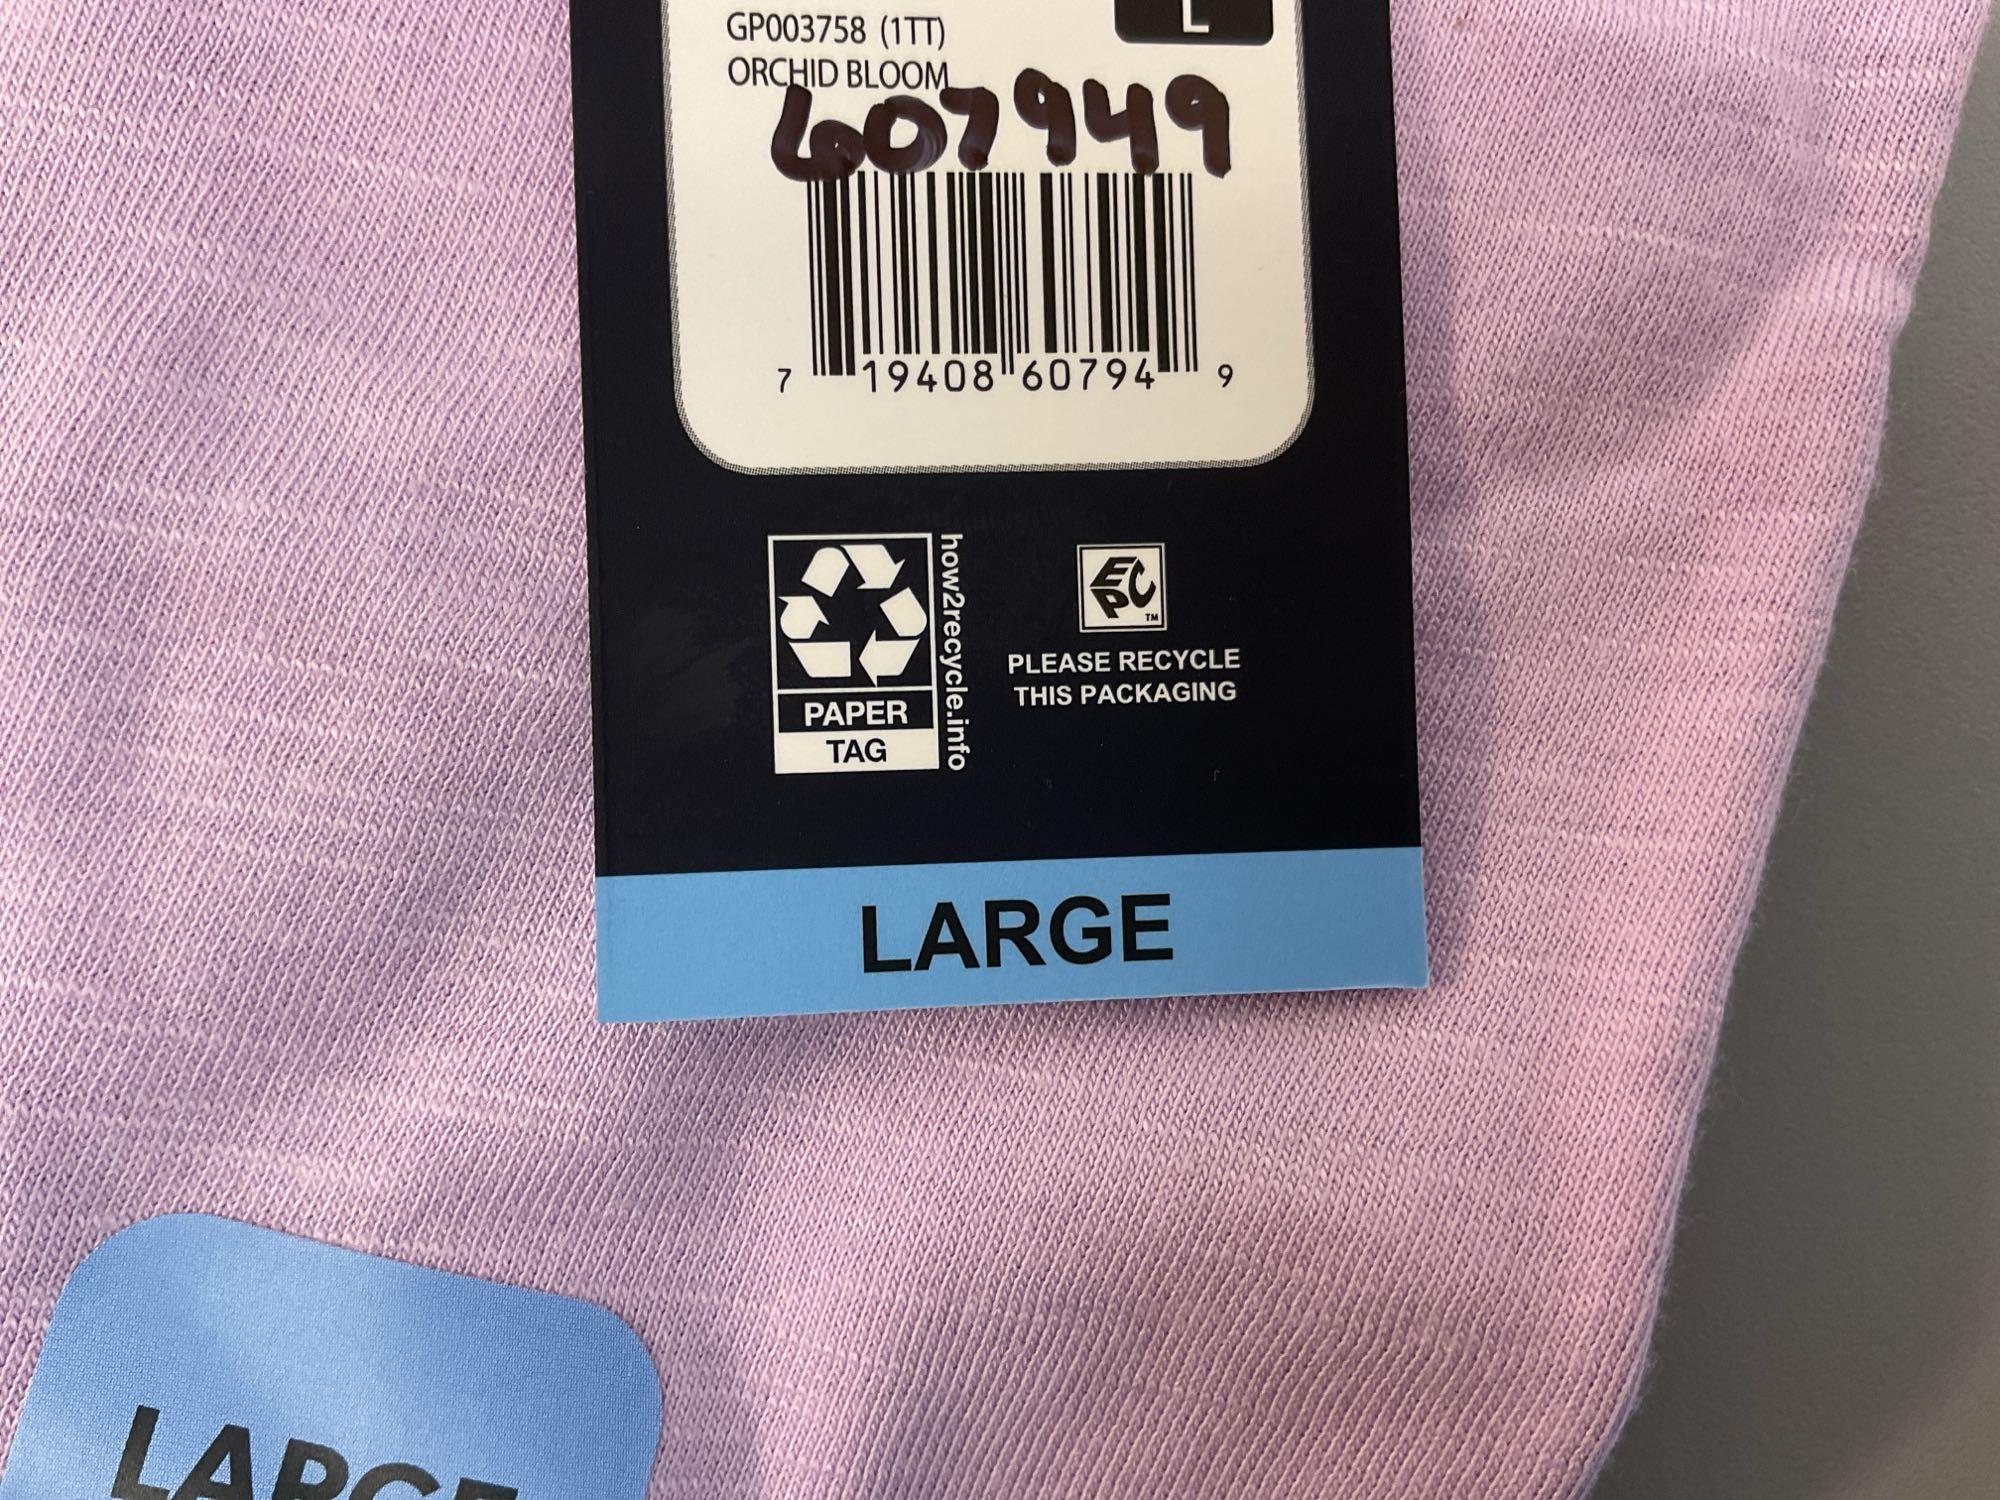 L
GP003758 (1TT)
ORCHID BLOOM
607949
7 19408 60794 9
how2recycle.info
PAPER
TAG
EPC
TM
PLEASE RECYCLE
THIS PACKAGING
LARGE
LARGE